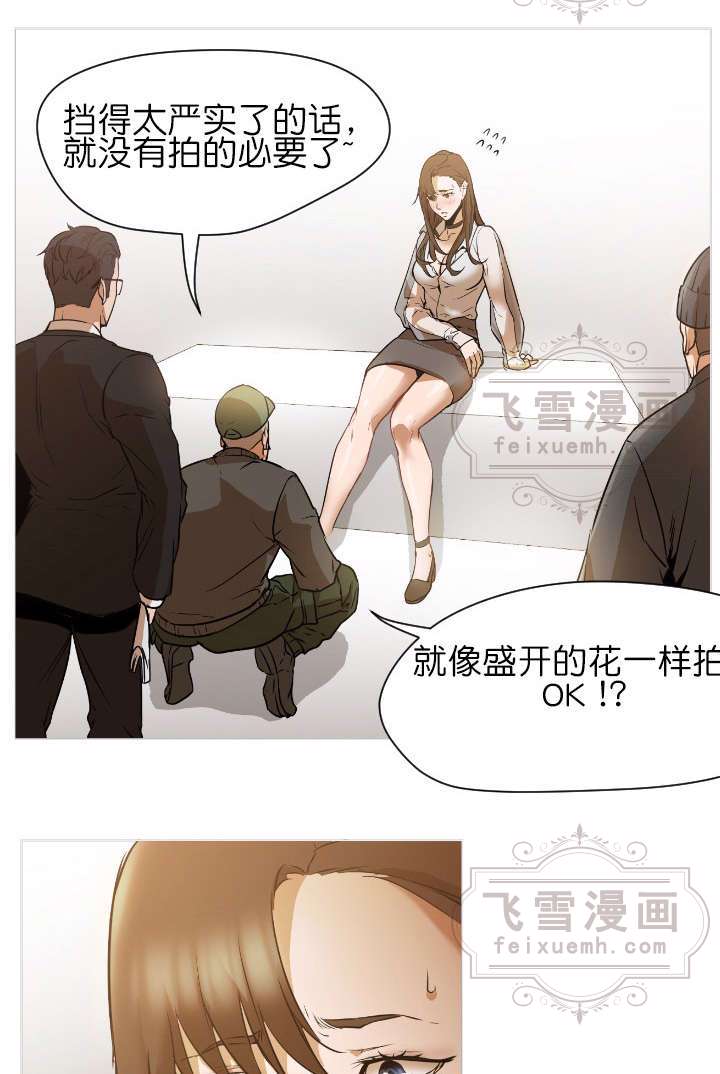 挡得太严实了的话，
就没有拍的必要了~
飞雪漫画
feixuemh.com
就像盛开的花一样拍
OK !?
飞雪漫画
feixuemh.com